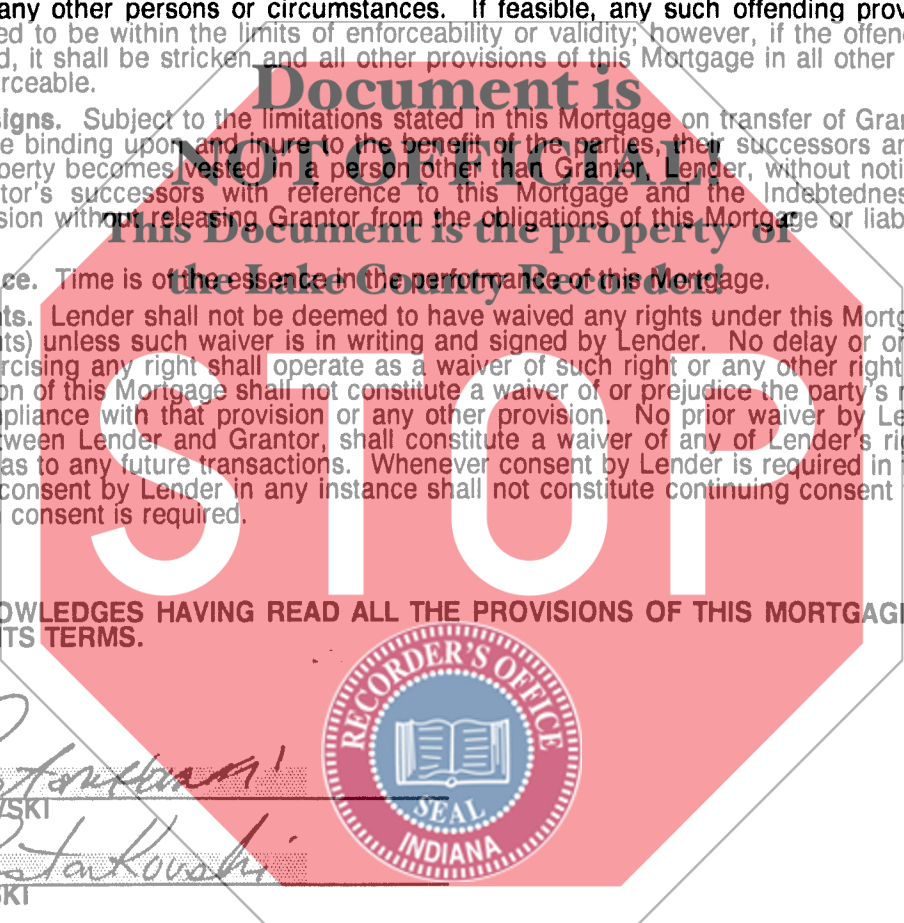 any other persons or circumstances. If feasible, any such offending prov
ed to be within the limits of enforceability or validity; however, if the offen
d, it shall be stricken and all other provisions of this Mortgage in all other
rceable.
Document is
signs. Subject to the limitations stated in this Mortgage on transfer of Gran
e binding upon and inure to the benefit of the parties, their successors an
NOT OFFICIAL!
perty becomes vested in a person other than Grantor, Lender, without noti
tor's successors with reference to this Mortgage and the Indebtednes
sion without releasing Grantor from the obligations of this Mortgage or liab
This Document is the property of
the Lake County Recorder!
ce. Time is of the essence in the performance of this Mortgage.
ts. Lender shall not be deemed to have waived any rights under this Mortg
ts) unless such waiver is in writing and signed by Lender. No delay or o
rcising any right shall operate as a waiver of such right or any other right
on of this Mortgage shall not constitute a waiver of or prejudice the party's r
pliance with that provision or any other provision. No prior waiver by Le
tween Lender and Grantor, shall constitute a waiver of any of Lender's rig
as to any future transactions. Whenever consent by Lender is required in
consent by Lender in any instance shall not constitute continuing consent
consent is required.
STOP
OWLEDGES HAVING READ ALL THE PROVISIONS OF THIS MORTGAG
ITS TERMS.
RECORDER'S OFFICE
SEAL
INDIANA
SKI
KI